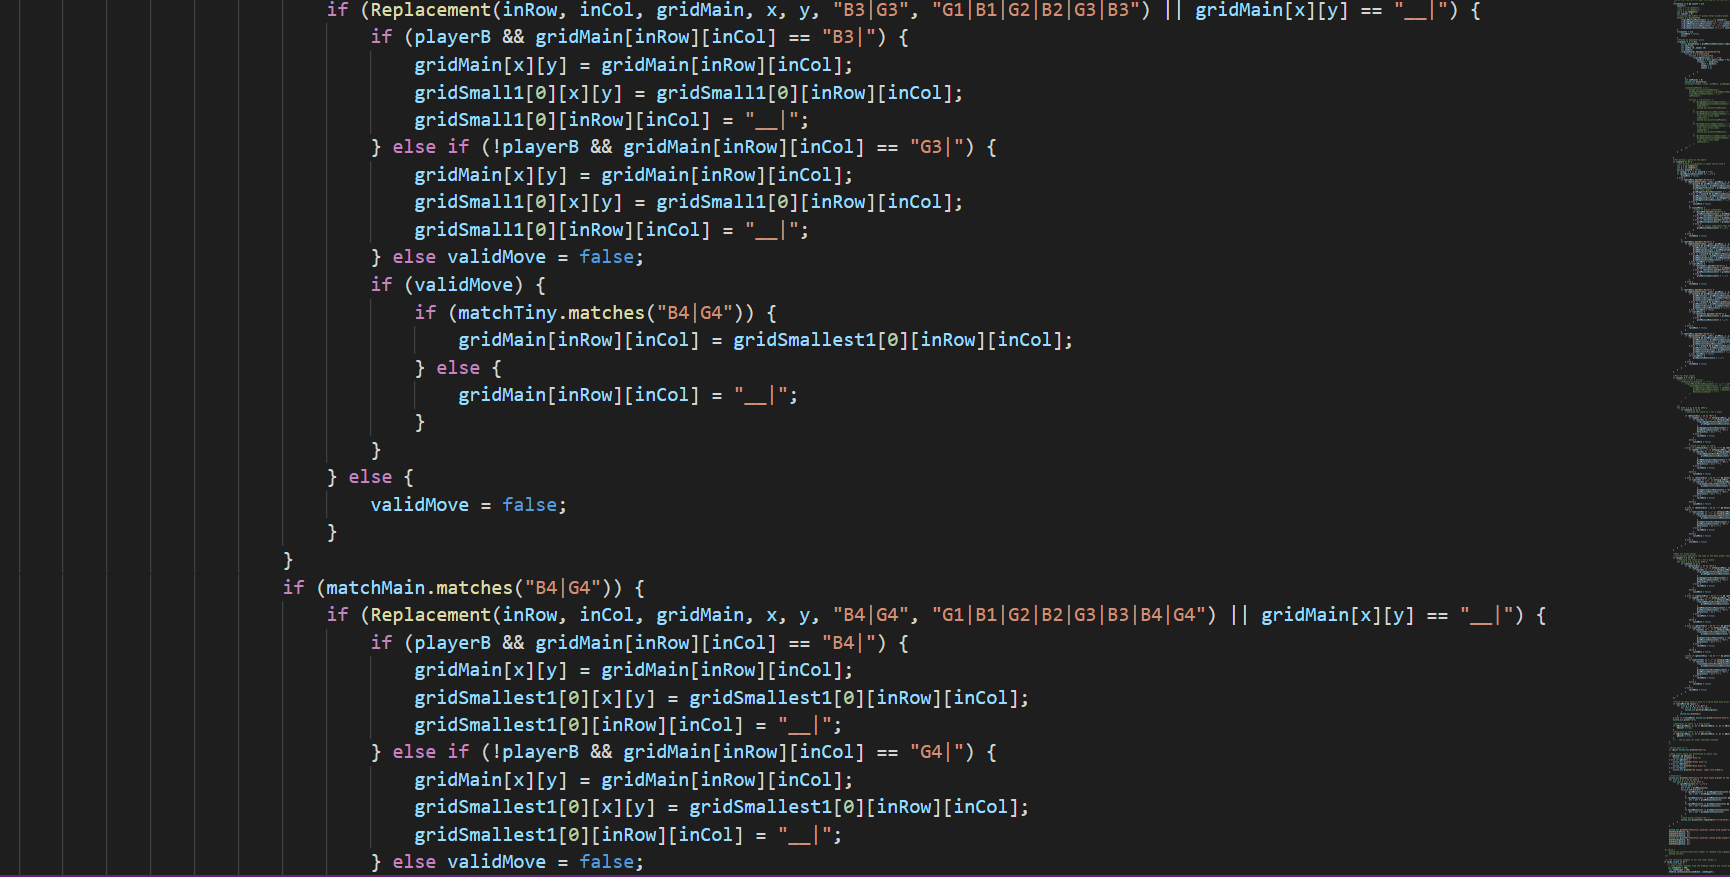 if (Replacement(inRow, inCol, gridMain, x, y, "B3|G3", "G1|B1|G2|B2|G3|B3") || gridMain[x][y] == "__|") {
if (playerB && gridMain[inRow][inCol] == "B3|") {
gridMain[x][y] = gridMain[inRow][inCol];
gridSmall1[0][x][y] = gridSmall1[0][inRow][inCol];
gridSmall1[0][inRow][inCol] = "__|";
} else if (!playerB && gridMain[inRow][inCol] == "G3|") {
gridMain[x][y] = gridMain[inRow][inCol];
gridSmall1[0][x][y] = gridSmall1[0][inRow][inCol];
gridSmall1[0][inRow][inCol] = "__|";
} else validMove = false;
if (validMove) {
if (matchTiny.matches("B4|G4")) {
gridMain[inRow][inCol] = gridSmallest1[0][inRow][inCol];
} else {
gridMain[inRow][inCol] = "__|";
}
}
} else {
validMove = false;
}
}
if (matchMain.matches("B4|G4")) {
if (Replacement(inRow, inCol, gridMain, x, y, "B4|G4", "G1|B1|G2|B2|G3|B3|B4|G4") || gridMain[x][y] == "__|") {
if (playerB && gridMain[inRow][inCol] == "B4|") {
gridMain[x][y] = gridMain[inRow][inCol];
gridSmallest1[0][x][y] = gridSmallest1[0][inRow][inCol];
gridSmallest1[0][inRow][inCol] = "__|";
} else if (!playerB && gridMain[inRow][inCol] == "G4|") {
gridMain[x][y] = gridMain[inRow][inCol];
gridSmallest1[0][x][y] = gridSmallest1[0][inRow][inCol];
gridSmallest1[0][inRow][inCol] = "__|";
} else validMove = false;